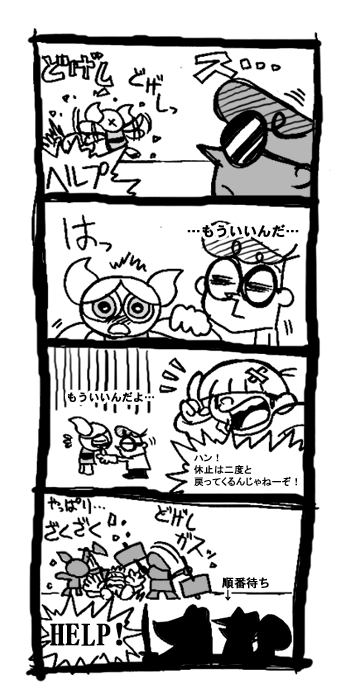 ス・・・
どげし
どげしっ
ヘルプー
はっ
…もういいんだ…
もういいんだよ…
ハン！
休止は二度と
戻ってくるんじゃねーぞ！
やっぱり…
ざくざく
どげし
ガスッ
順番待ち
↓
HELP!